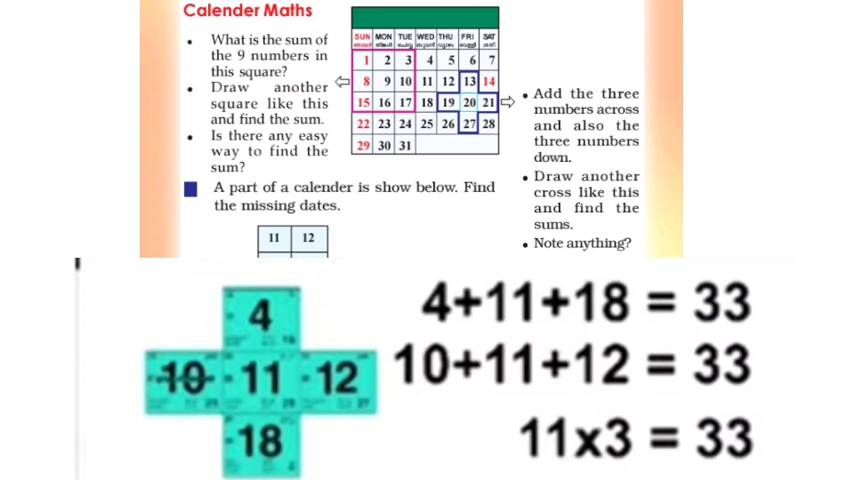 Calender Maths
• What is the sum of
the 9 numbers in
this square?
• Draw another
square like this
and find the sum.
• Is there any easy
way to find the
sum?
SUN MON TUE WED THU FRI SAT
1 2 3 4 5 6 7
8 9 10 11 12 13 14
15 16 17 18 19 20 21
22 23 24 25 26 27 28
29 30 31
• Add the three
numbers across
and also the
three numbers
down.
• Draw another
cross like this
and find the
sums.
• Note anything?
A part of a calender is show below. Find
the missing dates.
11 12
4
10 11 12
18
4+11+18 = 33
10+11+12 = 33
11x3 = 33